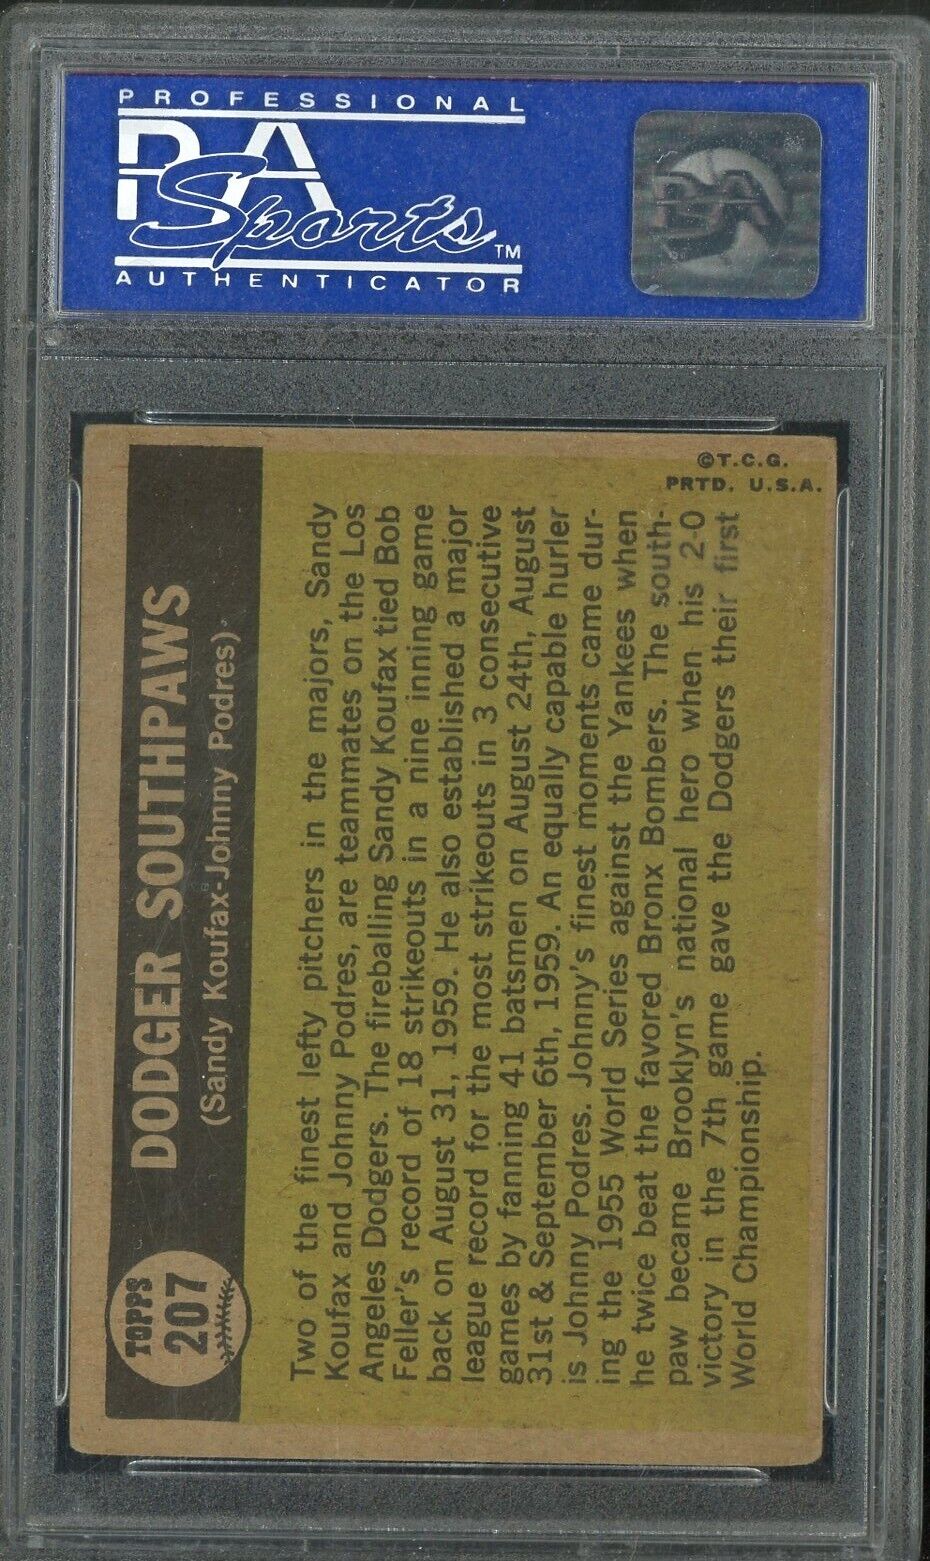 PROFESSIONAL
PSA
Sports™
AUTHENTICATOR
PSA
TOPPS
207
DODGER SOUTHPAWS
(Sandy Koufax-Johnny Podres)
Two of the finest lefty pitchers in the majors, Sandy
Koufax and Johnny Podres, are teammates on the Los
Angeles Dodgers. The fireballing Sandy Koufax tied Bob
Feller's record of 18 strikeouts in a nine inning game
back on August 31, 1959. He also established a major
league record for the most strikeouts in 3 consecutive
games by fanning 41 batsmen on August 24th, August
31st & September 6th, 1959. An equally capable hurler
is Johnny Podres. Johnny's finest moments came dur-
ing the 1955 World Series against the Yankees when
he twice beat the favored Bronx Bombers. The south-
paw became Brooklyn's national hero when his 2-0
victory in the 7th game gave the Dodgers their first
World Championship.
©T.C.G.
PRTD. U.S.A.